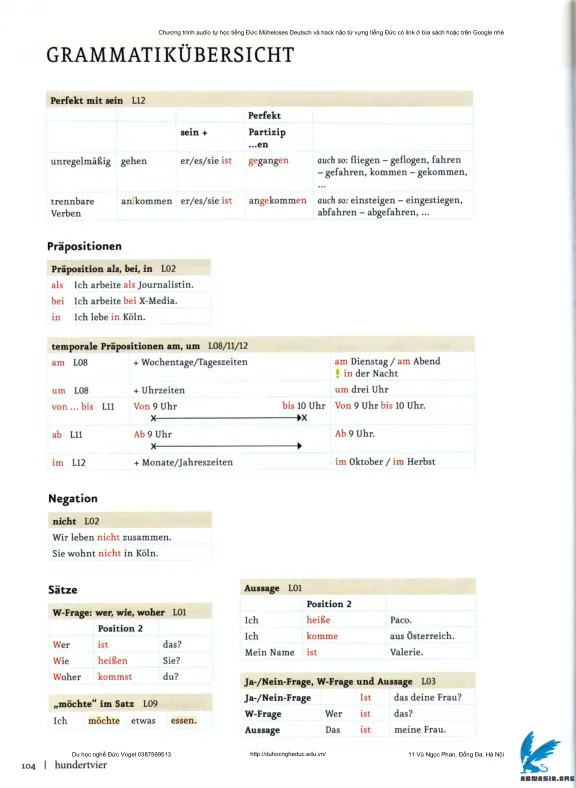 Chương trình audio tự học tiếng Đức Müheloses Deutsch và hack não từ vựng tiếng Đức có link ở bìa sách hoặc trên Google nhé
GRAMMATIKÜBERSICHT
Perfekt mit sein L12
Perfekt
sein + Partizip
...en
unregelmäßig gehen er/es/sie ist gegangen auch so: fliegen – geflogen, fahren
– gefahren, kommen – gekommen,
...
trennbare ankommen er/es/sie ist angekommen auch so: einsteigen – eingestiegen,
Verben abfahren – abgefahren, ...
Präpositionen
Präposition als, bei, in L02
als Ich arbeite als Journalistin.
bei Ich arbeite bei X-Media.
in Ich lebe in Köln.
temporale Präpositionen am, um L08/11/12
am L08 + Wochentage/Tageszeiten am Dienstag / am Abend
! in der Nacht
um L08 + Uhrzeiten um drei Uhr
von ... bis L11 Von 9 Uhr bis 10 Uhr Von 9 Uhr bis 10 Uhr.
X X
ab L11 Ab 9 Uhr Ab 9 Uhr.
X
im L12 + Monate/Jahreszeiten im Oktober / im Herbst
Negation
nicht L02
Wir leben nicht zusammen.
Sie wohnt nicht in Köln.
Sätze
W-Frage: wer, wie, woher L01
Position 2
Wer ist das?
Wie heißen Sie?
Woher kommst du?
„möchte“ im Satz L09
Ich möchte etwas essen.
Aussage L01
Position 2
Ich heiße Paco.
Ich komme aus Österreich.
Mein Name ist Valerie.
Ja-/Nein-Frage, W-Frage und Aussage L03
Ja-/Nein-Frage Ist das deine Frau?
W-Frage Wer ist das?
Aussage Das ist meine Frau.
Du học nghề Đức Vogel 0387569513 http://duhocngheduc.edu.vn/ 11 Vũ Ngọc Phan, Đống Đa, Hà Nội
104 | hundertvier
ABMASIA.ORG